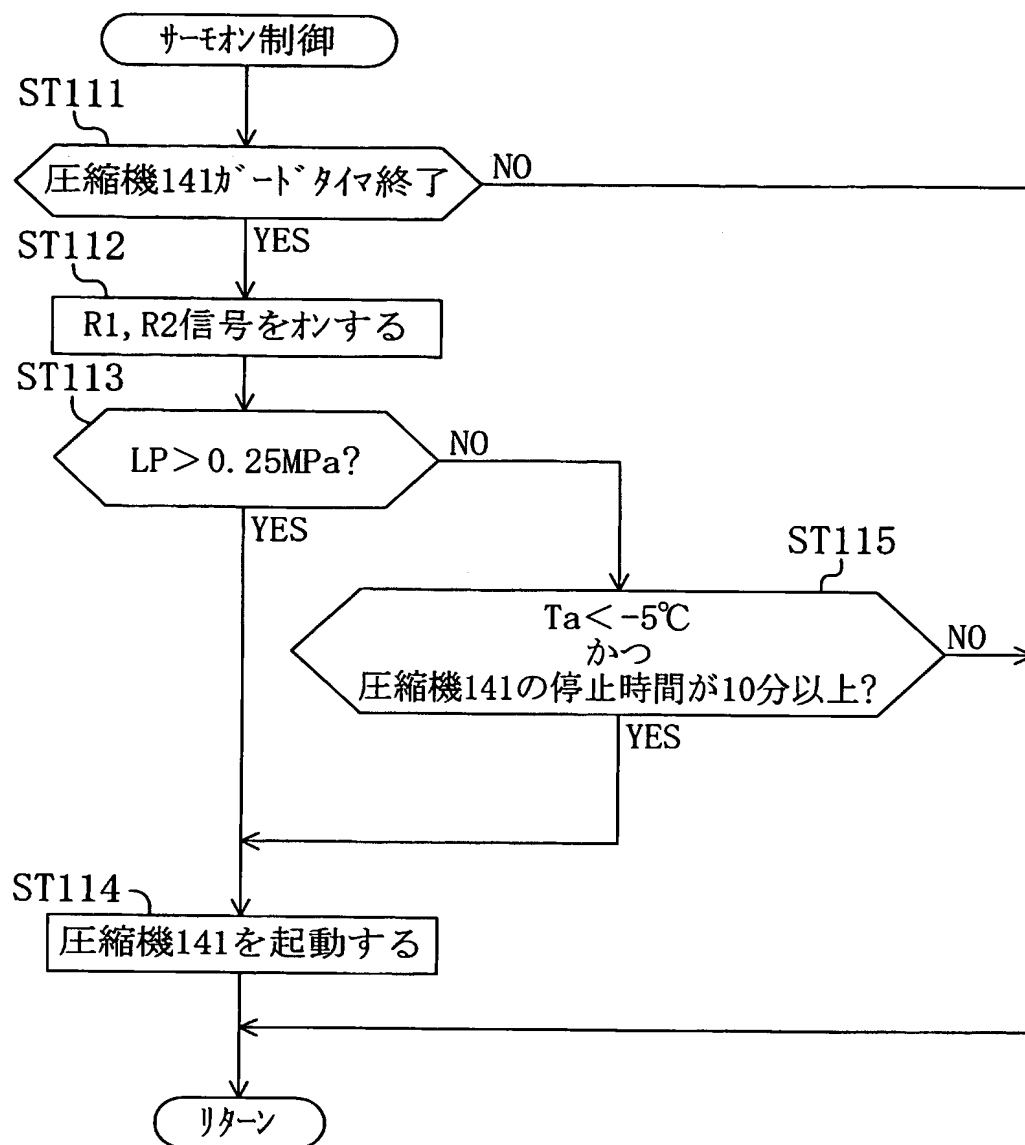 サーモオン制御
ST111
圧縮機141ガードタイマ終了
NO
YES
ST112
R1,R2信号をオンする
ST113
LP>0.25MPa?
NO
YES
ST115
Ta<-5℃
かつ
圧縮機141の停止時間が10分以上?
NO
YES
ST114
圧縮機141を起動する
リターン